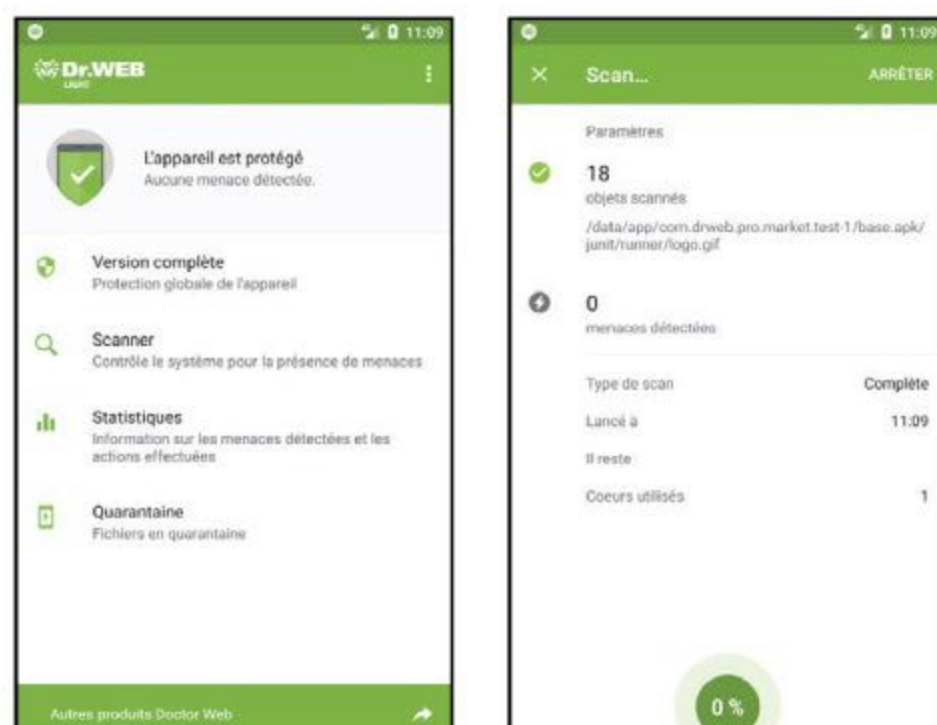 11:09
Dr.WEB
LIGHT
L'appareil est protégé
Aucune menace détectée.
Version complète
Protection globale de l'appareil
Scanner
Contrôle le système pour la présence de menaces
Statistiques
Information sur les menaces détectées et les
actions effectuées
Quarantaine
Fichiers en quarantaine
Autres produits Doctor Web
11:09
Scan...
ARRÊTER
Paramètres
18
objets scannés
/data/app/com.drweb.pro.market.test-1/base.apk/
junit/runner/logo.gif
0
menaces détectées
Type de scan Complète
Lancé à 11:09
Il reste
Coeurs utilisés 1
0 %